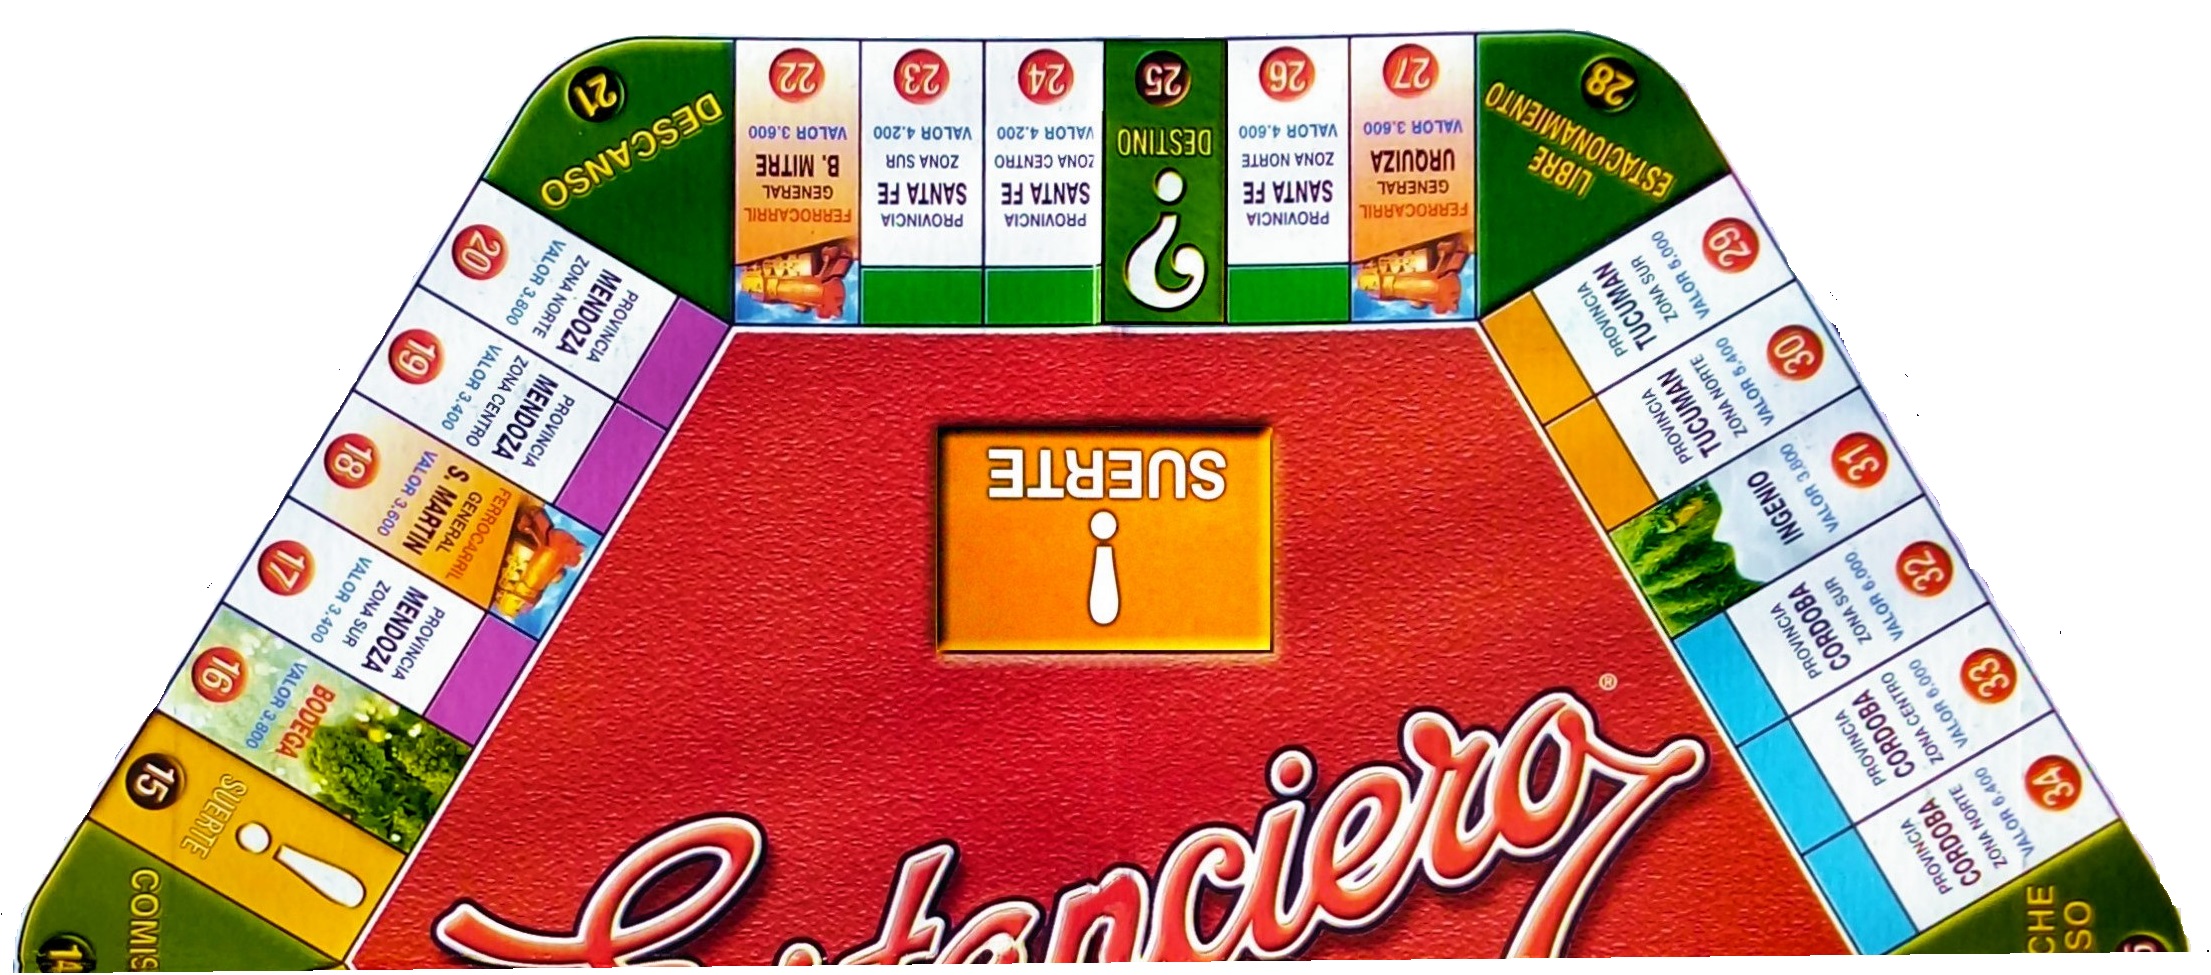 14
COMIS
15
SUERTE
16
BODEGA
VALOR 3.800
17
PROVINCIA
MENDOZA
ZONA SUR
VALOR 3.400
18
FERROCARRIL
GENERAL
S. MARTIN
VALOR 3.600
19
PROVINCIA
MENDOZA
ZONA CENTRO
VALOR 3.400
20
PROVINCIA
MENDOZA
ZONA NORTE
VALOR 3.800
21
DESCANSO
22
FERROCARRIL
GENERAL
B. MITRE
VALOR 3.600
23
PROVINCIA
SANTA FE
ZONA SUR
VALOR 4.200
24
PROVINCIA
SANTA FE
ZONA CENTRO
VALOR 4.200
25
?
DESTINO
26
PROVINCIA
SANTA FE
ZONA NORTE
VALOR 4.600
27
FERROCARRIL
GENERAL
URQUIZA
VALOR 3.600
28
LIBRE
ESTACIONAMIENTO
29
PROVINCIA
TUCUMAN
ZONA SUR
VALOR 5.000
30
PROVINCIA
TUCUMAN
ZONA NORTE
VALOR 5.400
31
INGENIO
VALOR 3.800
32
PROVINCIA
CORDOBA
ZONA SUR
VALOR 6.000
33
PROVINCIA
CORDOBA
ZONA CENTRO
VALOR 6.000
34
PROVINCIA
CORDOBA
ZONA NORTE
VALOR 6.400
CHE
SO
! SUERTE
Estanciero®